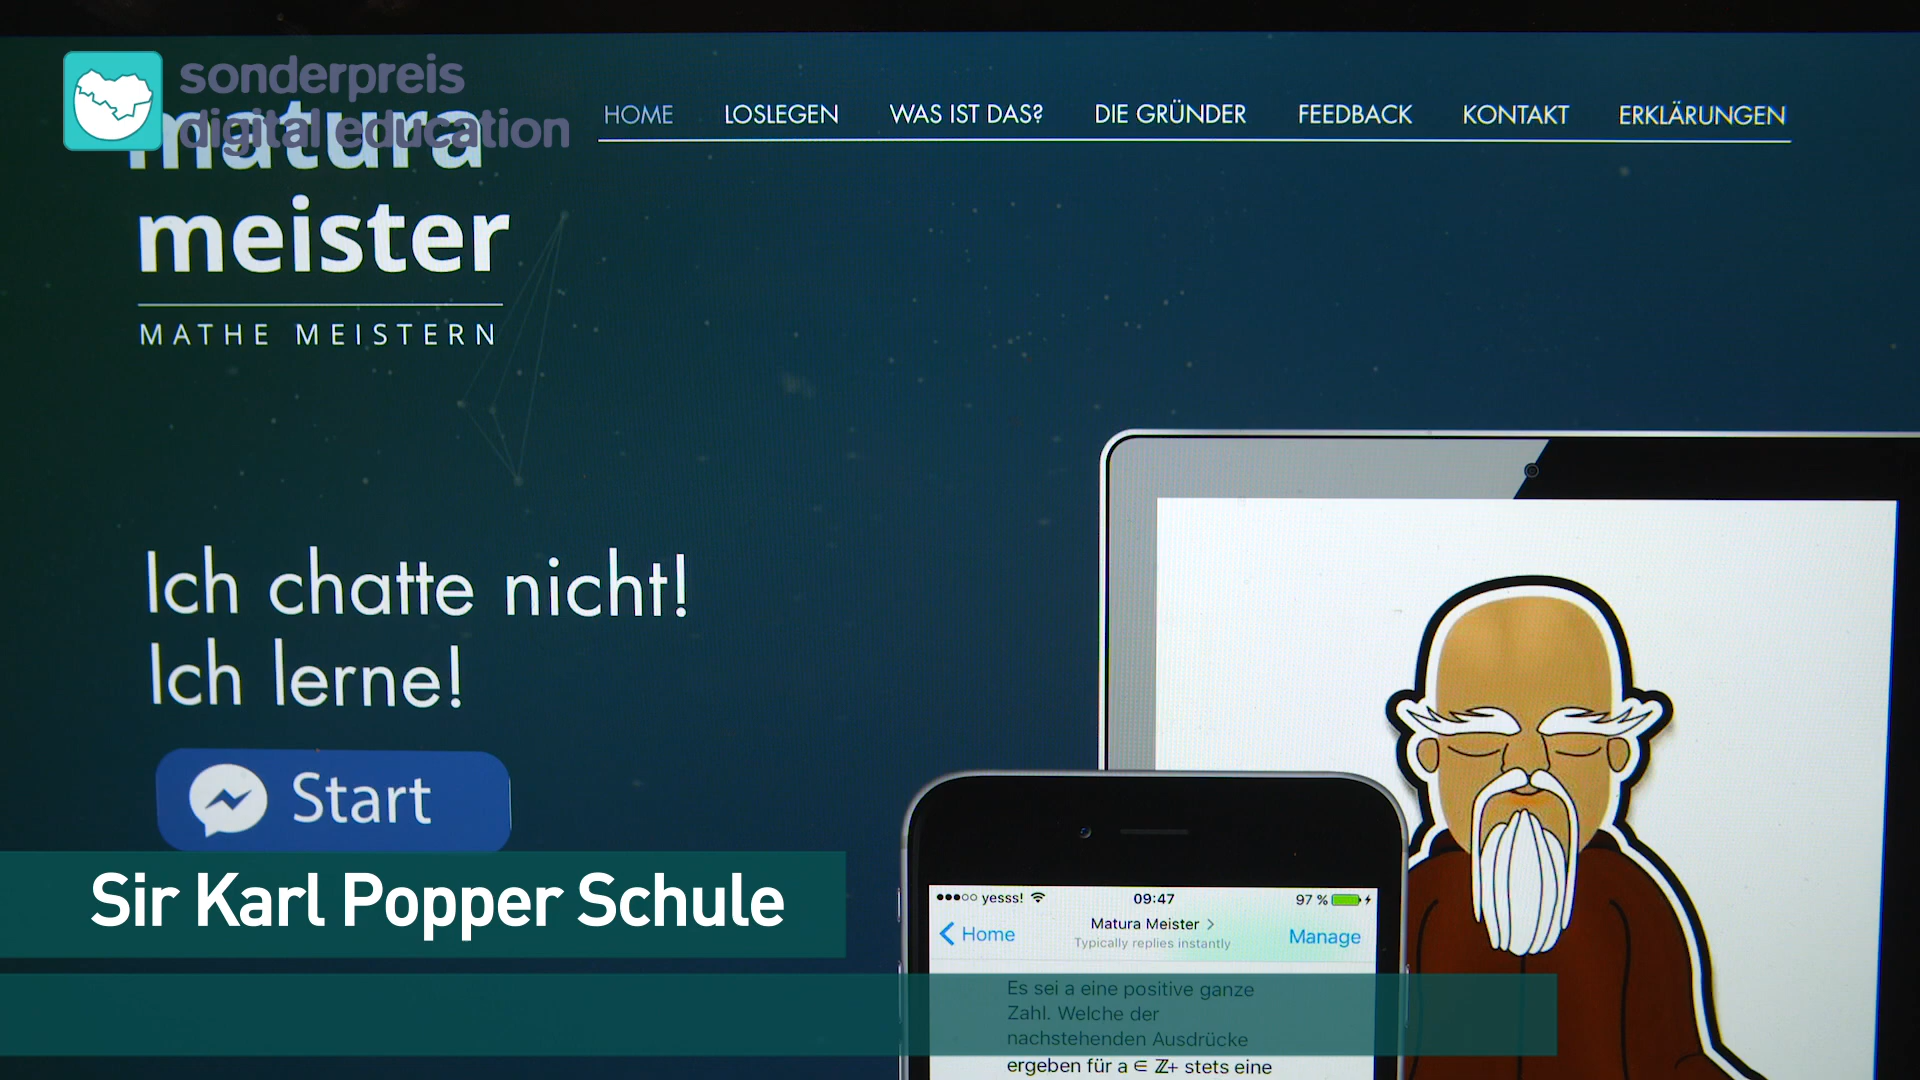 sonderpreis
digital education
matura
meister
MATHE MEISTERN
HOME LOSLEGEN WAS IST DAS? DIE GRÜNDER FEEDBACK KONTAKT ERKLÄRUNGEN
Ich chatte nicht!
Ich lerne!
Start
Sir Karl Popper Schule
yesss! 09:47 97 %
Home Matura Meister Manage
Typically replies instantly
Es sei a eine positive ganze
Zahl. Welche der
nachstehenden Ausdrücke
ergeben für a ∈ ℤ+ stets eine